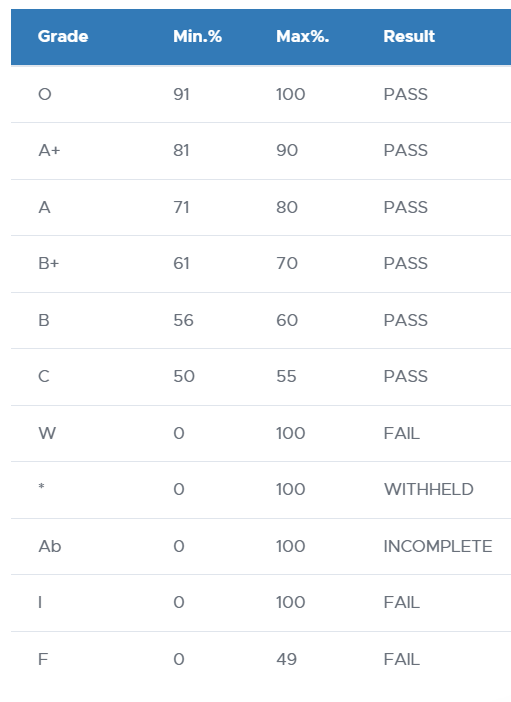 Grade Min.% Max%. Result
O 91 100 PASS
A+ 81 90 PASS
A 71 80 PASS
B+ 61 70 PASS
B 56 60 PASS
C 50 55 PASS
W 0 100 FAIL
* 0 100 WITHHELD
Ab 0 100 INCOMPLETE
I 0 100 FAIL
F 0 49 FAIL